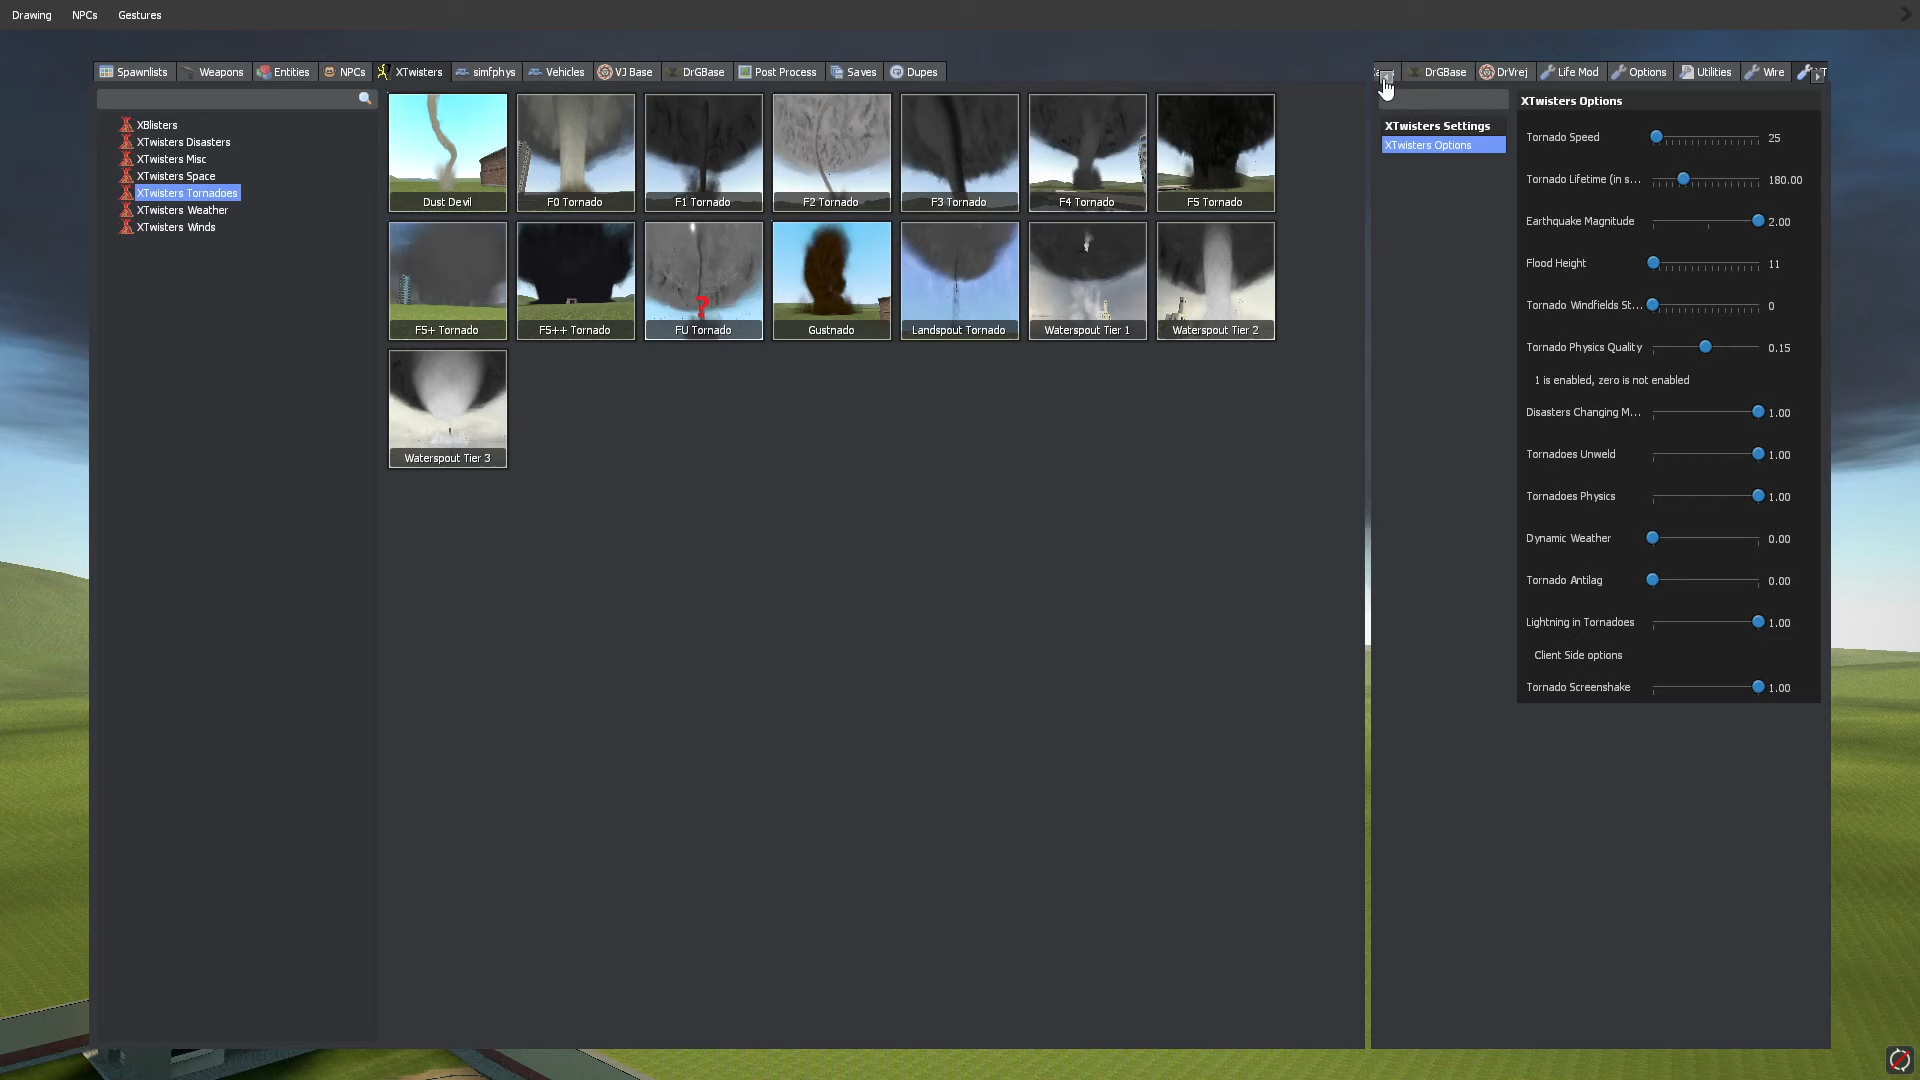 Drawing NPCs Gestures
Spawnlists Weapons Entities NPCs XTwisters simfphys Vehicles VJ Base DrGBase Post Process Saves Dupes
DrGBase DrVrej Life Mod Options Utilities Wire
XBlisters
XTwisters Disasters
XTwisters Misc
XTwisters Space
XTwisters Tornadoes
XTwisters Weather
XTwisters Winds
Dust Devil F0 Tornado F1 Tornado F2 Tornado F3 Tornado F4 Tornado F5 Tornado
?
F5+ Tornado F5++ Tornado FU Tornado Gustnado Landspout Tornado Waterspout Tier 1 Waterspout Tier 2
Waterspout Tier 3
XTwisters Settings
XTwisters Options
XTwisters Options
Tornado Speed 25
Tornado Lifetime (in s... 180.00
Earthquake Magnitude 2.00
Flood Height 11
Tornado Windfields St... 0
Tornado Physics Quality 0.15
1 is enabled, zero is not enabled
Disasters Changing M... 1.00
Tornadoes Unweld 1.00
Tornadoes Physics 1.00
Dynamic Weather 0.00
Tornado Antilag 0.00
Lightning in Tornadoes 1.00
Client Side options
Tornado Screenshake 1.00